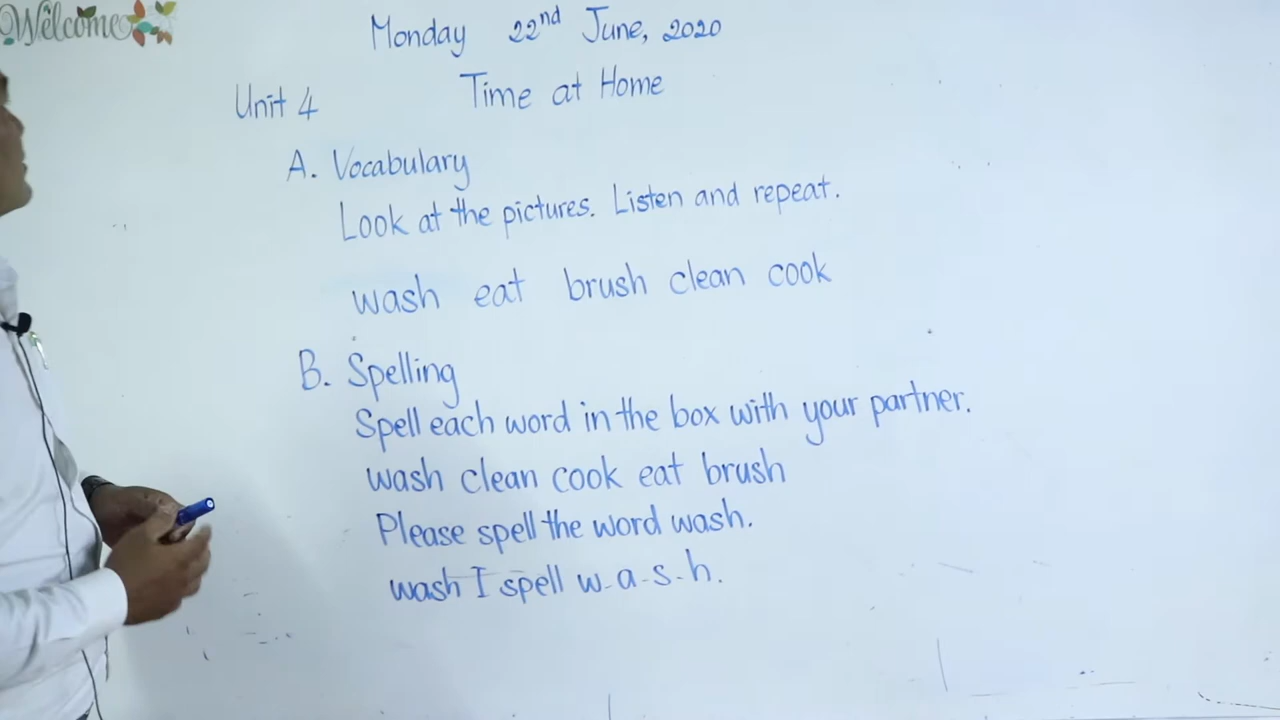 Welcome
Monday 22nd June, 2020
Unit 4 Time at Home
A. Vocabulary
Look at the pictures. Listen and repeat.
wash eat brush clean cook
B. Spelling
Spell each word in the box with your partner.
wash clean cook eat brush
Please spell the word wash.
wash I spell w-a-s-h.